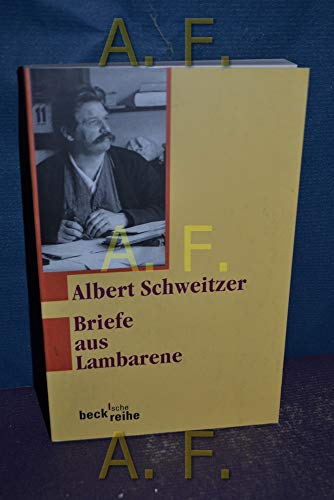 A. F.
A. F.
A. F.
Albert Schweitzer
Briefe
aus
Lambarene
beck'sche
reihe
A. F.